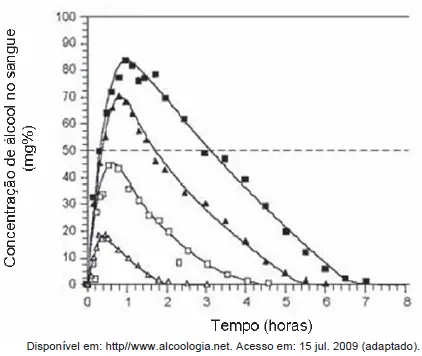 Concentração de álcool no sangue
(mg%)
100
90
80
70
60
50
40
30
20
10
0
0 1 2 3 4 5 6 7 8
Tempo (horas)
Disponível em: http//www.alcoologia.net. Acesso em: 15 jul. 2009 (adaptado).